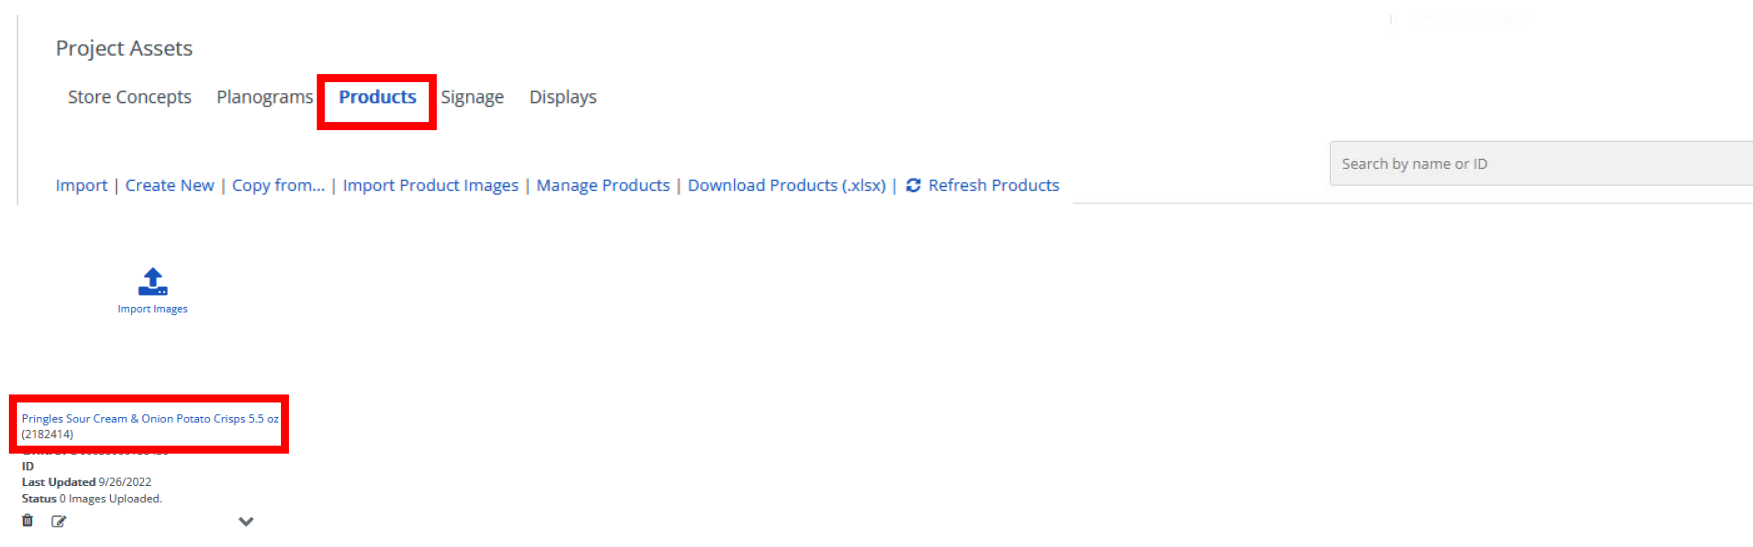 Project Assets
Store Concepts Planograms Products Signage Displays
Search by name or ID
Import | Create New | Copy from... | Import Product Images | Manage Products | Download Products (.xlsx) | Refresh Products
Import Images
Pringles Sour Cream & Onion Potato Crisps 5.5 oz
(2182414)
ID
Last Updated 9/26/2022
Status 0 Images Uploaded.